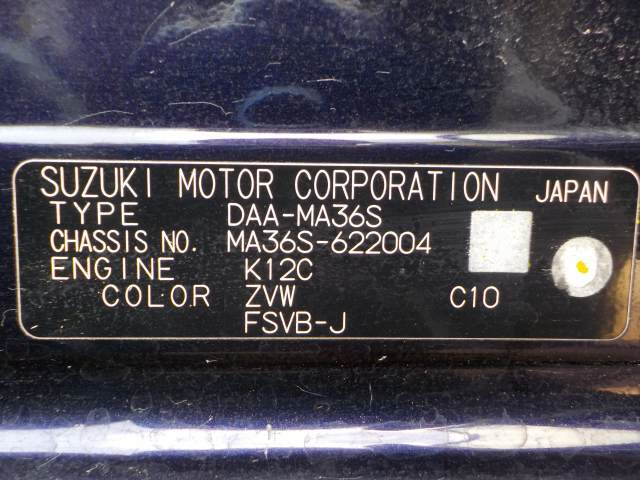 SUZUKI MOTOR CORPORATION JAPAN
TYPE DAA-MA36S
CHASSIS NO. MA36S-622004
ENGINE K12C
COLOR ZVW C10
FSVB-J